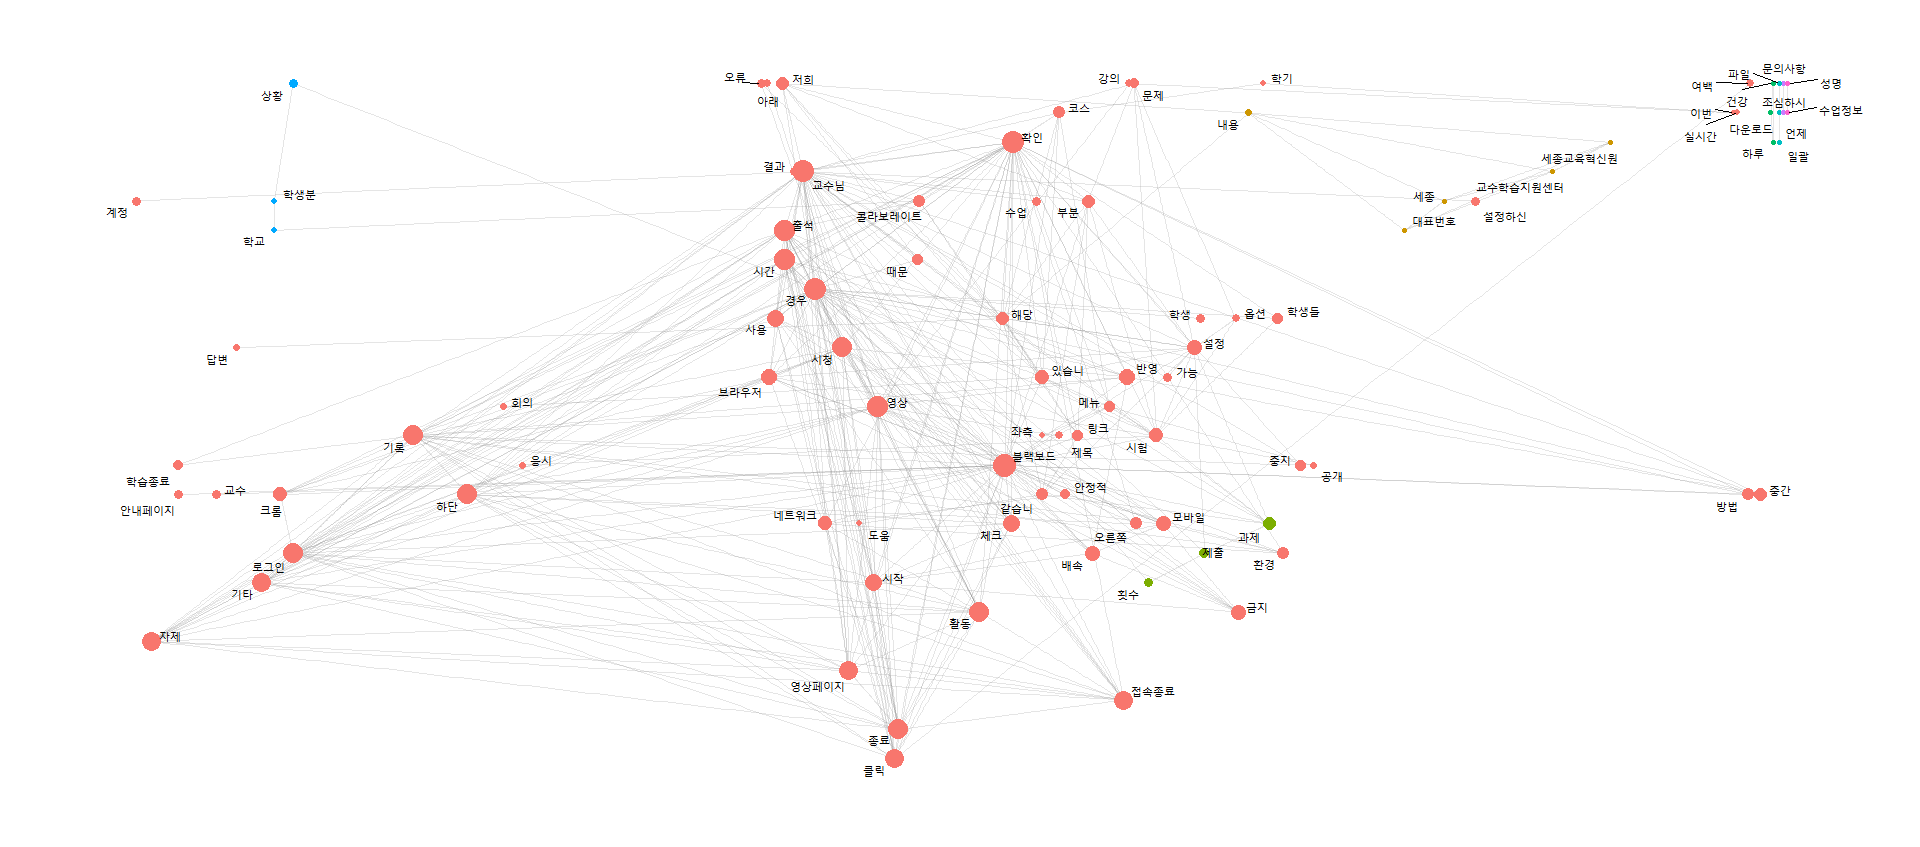 오류
저희
아래
강의
문제
학기
파일
문의사항
여백
성명
상황
코스
내용
건강
조심하시
이번
수업정보
실시간
다운로드
언제
하루
일괄
확인
세종교육혁신원
결과
교수님
교수학습지원센터
학생분
세종
계정
콜라보레이트
수업
부분
대표번호
설정하신
출석
학교
시간
때문
경우
해당
학생
옵션
학생들
사용
설정
답변
시청
브라우저
있습니
반영
가능
회의
영상
메뉴
기록
좌측
링크
제목
시험
응시
블랙보드
중지
공개
학습종료
교수
안내페이지
크롬
하단
안정적
같습니
방법
중간
네트워크
도움
체크
오른쪽
모바일
과제
로그인
배속
제출
환경
기타
시작
횟수
금지
활동
자제
영상페이지
접속종료
종료
클릭